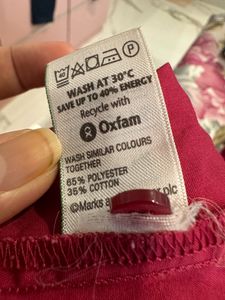 40 P
WASH AT 30°C
SAVE UP TO 40% ENERGY
Recycle with
Oxfam
WASH SIMILAR COLOURS
TOGETHER
65% POLYESTER
35% COTTON
©Marks a plc